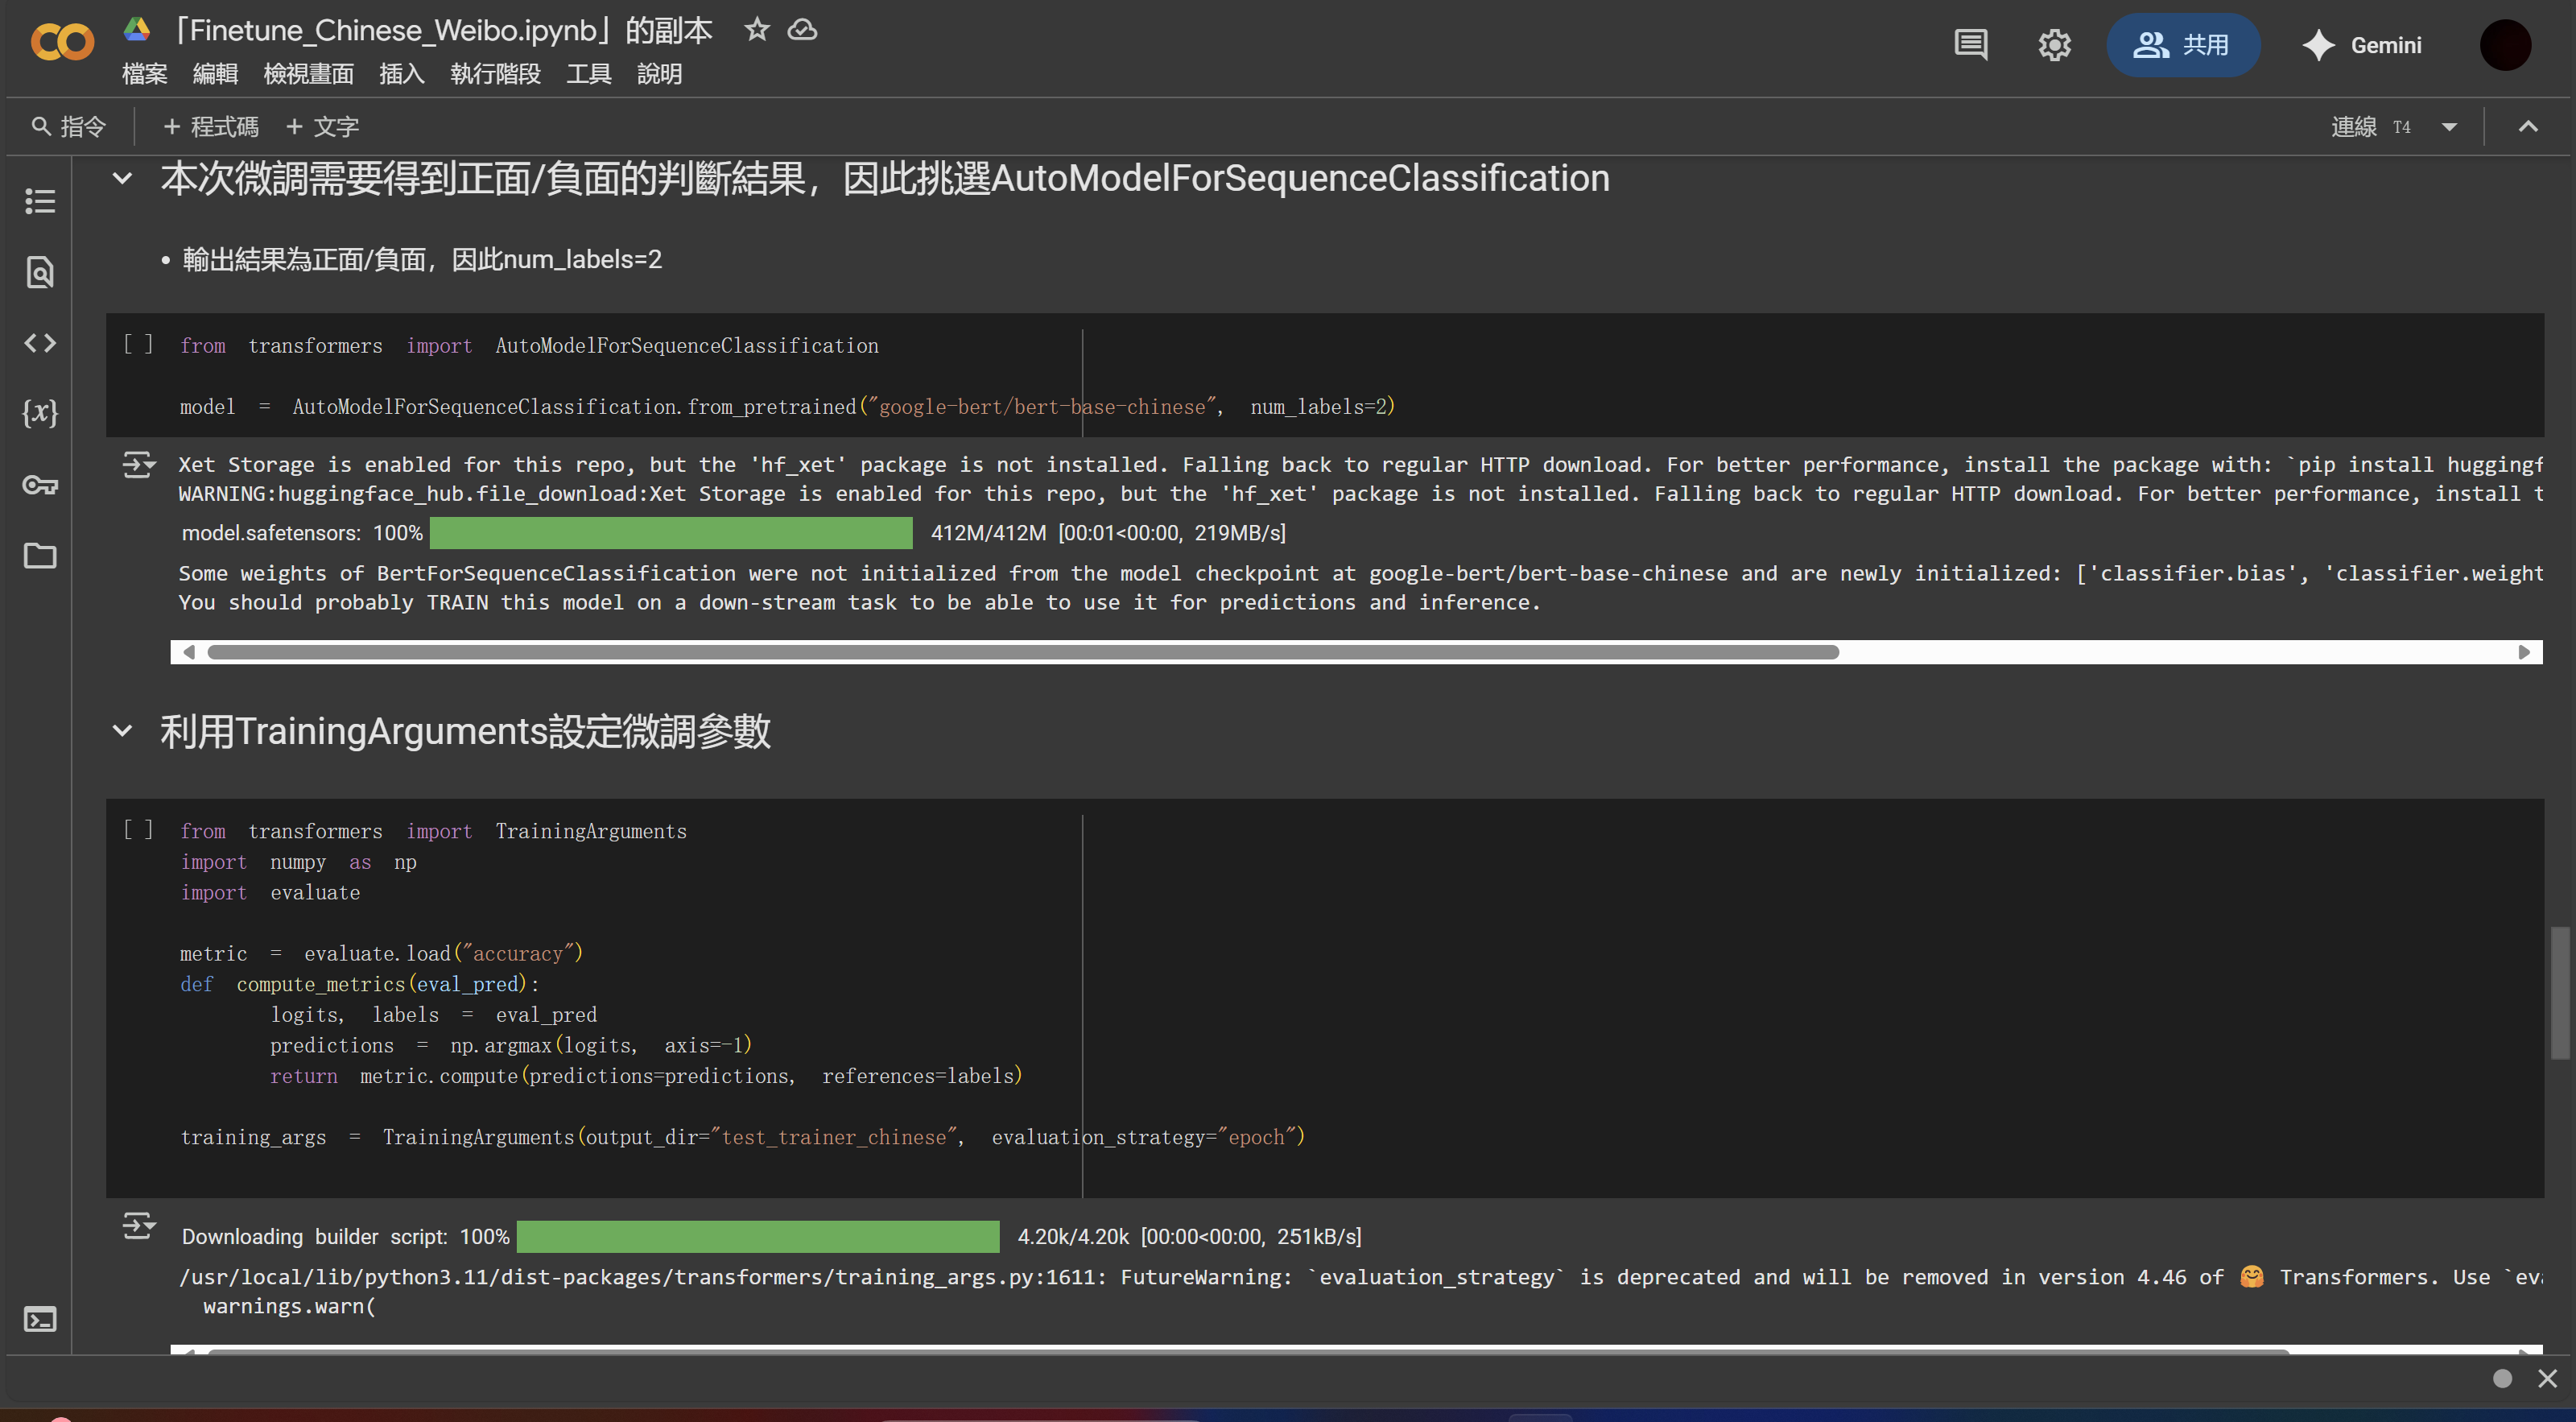 「Finetune_Chinese_Weibo.ipynb」的副本
檔案 編輯 檢視畫面 插入 執行階段 工具 說明
共用 Gemini
指令 + 程式碼 + 文字
連線 T4
本次微調需要得到正面/負面的判斷結果，因此挑選AutoModelForSequenceClassification
• 輸出結果為正面/負面，因此num_labels=2
[ ] from transformers import AutoModelForSequenceClassification
model = AutoModelForSequenceClassification.from_pretrained("google-bert/bert-base-chinese", num_labels=2)
Xet Storage is enabled for this repo, but the 'hf_xet' package is not installed. Falling back to regular HTTP download. For better performance, install the package with: `pip install huggingf
WARNING:huggingface_hub.file_download:Xet Storage is enabled for this repo, but the 'hf_xet' package is not installed. Falling back to regular HTTP download. For better performance, install t
model.safetensors: 100% 412M/412M [00:01<00:00, 219MB/s]
Some weights of BertForSequenceClassification were not initialized from the model checkpoint at google-bert/bert-base-chinese and are newly initialized: ['classifier.bias', 'classifier.weight
You should probably TRAIN this model on a down-stream task to be able to use it for predictions and inference.
利用TrainingArguments設定微調參數
[ ] from transformers import TrainingArguments
import numpy as np
import evaluate
metric = evaluate.load("accuracy")
def compute_metrics(eval_pred):
logits, labels = eval_pred
predictions = np.argmax(logits, axis=-1)
return metric.compute(predictions=predictions, references=labels)
training_args = TrainingArguments(output_dir="test_trainer_chinese", evaluation_strategy="epoch")
Downloading builder script: 100% 4.20k/4.20k [00:00<00:00, 251kB/s]
/usr/local/lib/python3.11/dist-packages/transformers/training_args.py:1611: FutureWarning: `evaluation_strategy` is deprecated and will be removed in version 4.46 of 🤗 Transformers. Use `eva
warnings.warn(